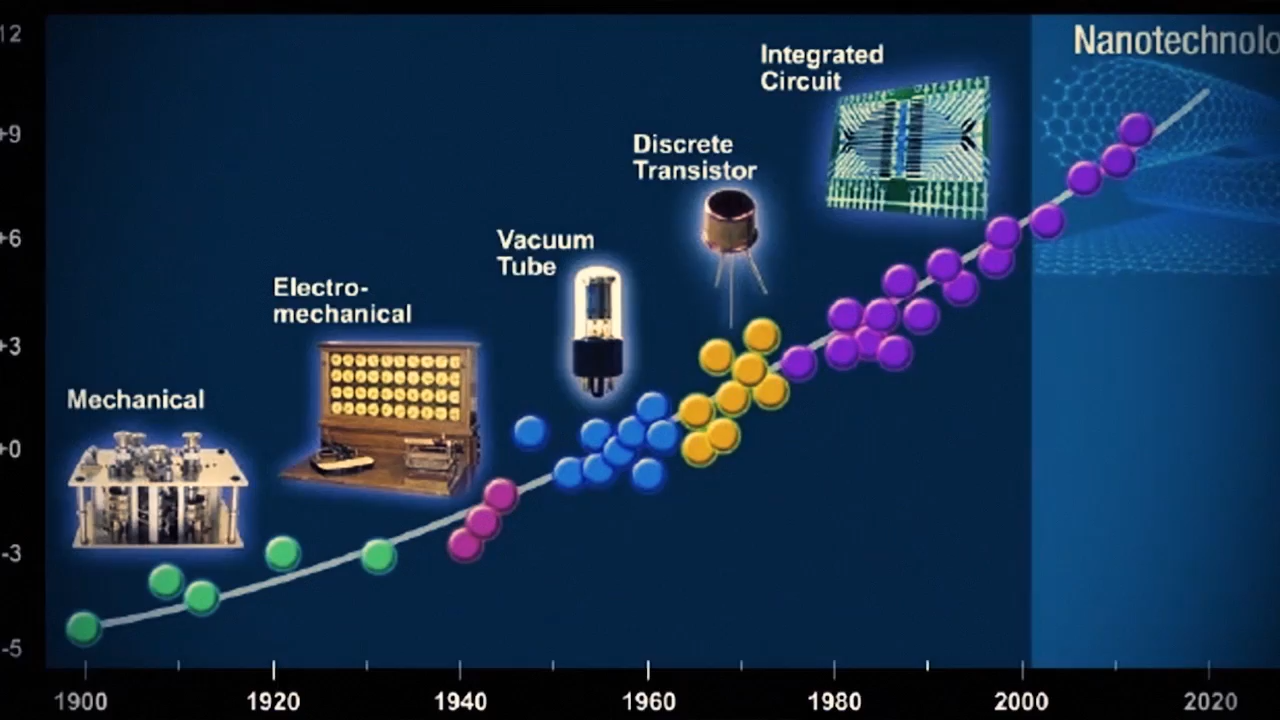 12
Nanotechnolo
Integrated
Circuit
+9
Discrete
Transistor
+6
Vacuum
Tube
Electro-
mechanical
+3
Mechanical
+0
-3
-5
1900 1920 1940 1960 1980 2000 2020